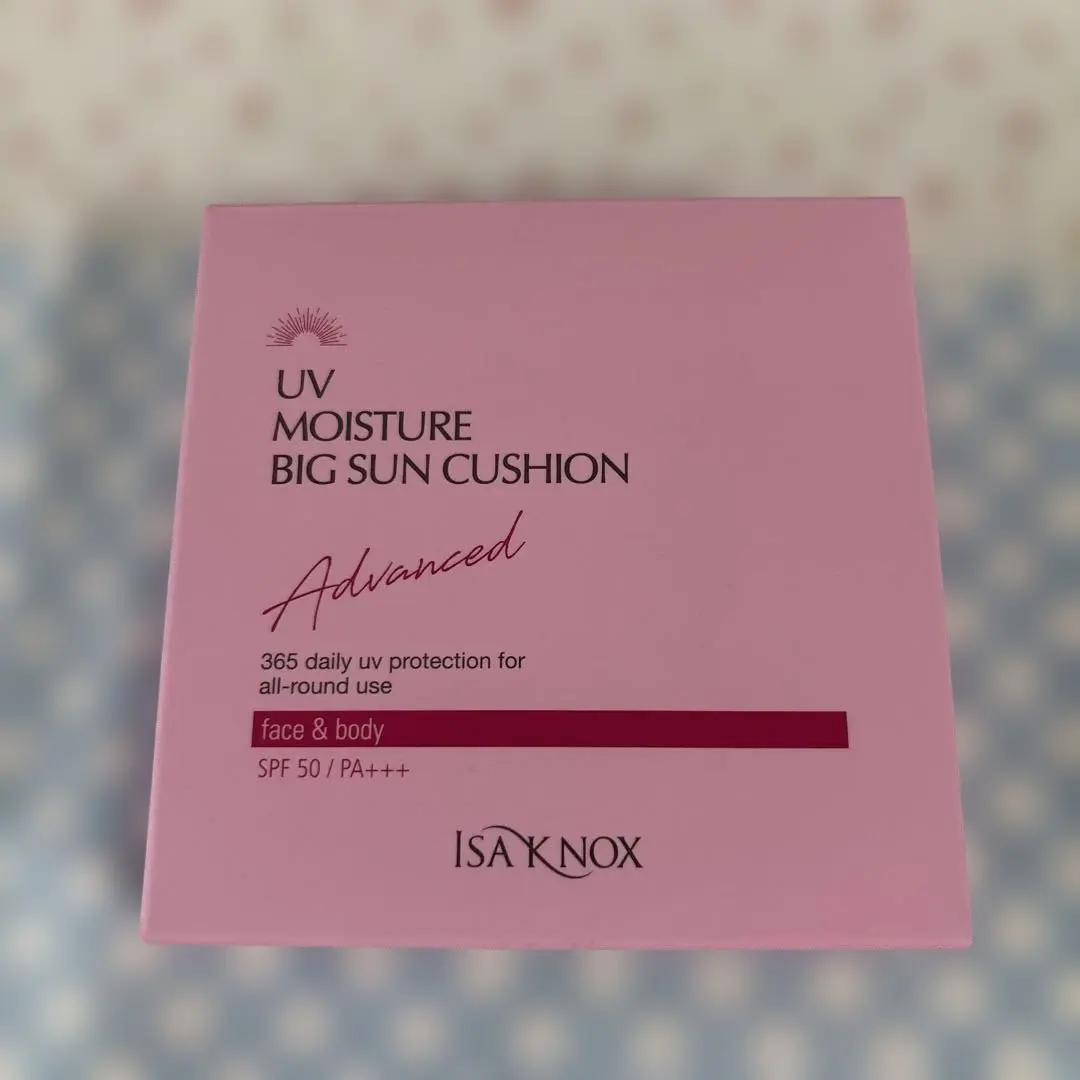 UV
MOISTURE
BIG SUN CUSHION
Advanced
365 daily uv protection for
all-round use
face & body
SPF 50 / PA+++
ISA KNOX